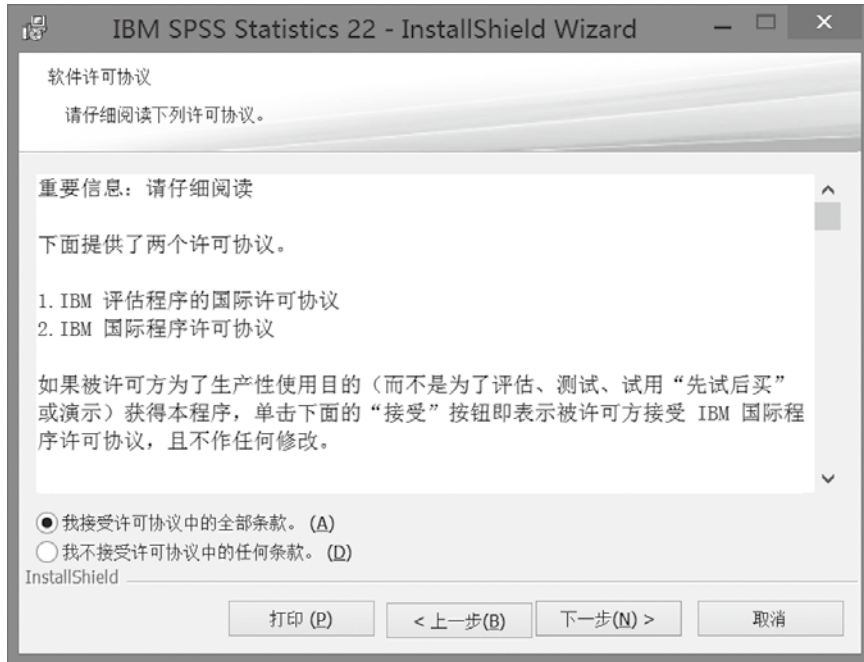 IBM SPSS Statistics 22 - InstallShield Wizard
软件许可协议
请仔细阅读下列许可协议。
重要信息：请仔细阅读
下面提供了两个许可协议。
1.IBM 评估程序的国际许可协议
2.IBM 国际程序许可协议
如果被许可方为了生产性使用目的（而不是为了评估、测试、试用“先试后买”
或演示）获得本程序，单击下面的“接受”按钮即表示被许可方接受 IBM 国际程
序许可协议，且不作任何修改。
我接受许可协议中的全部条款。(A)
我不接受许可协议中的任何条款。(D)
InstallShield
打印 (P)
< 上一步(B)
下一步(N) >
取消